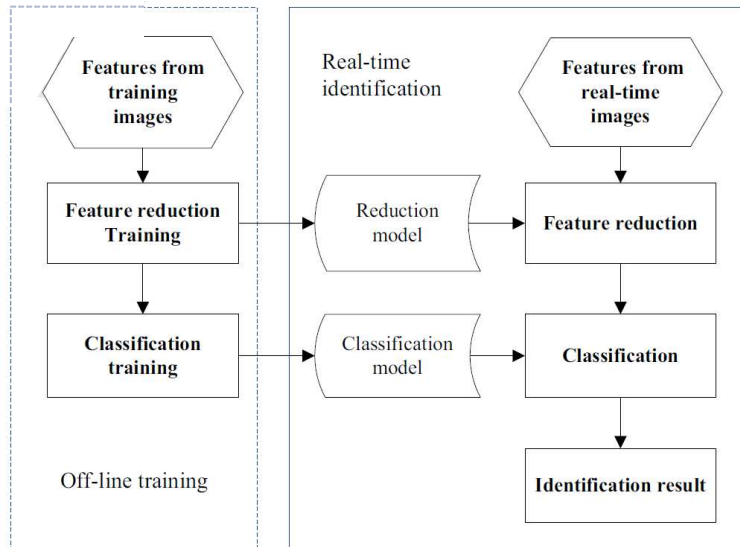 Features from
training
images
Feature reduction
Training
Classification
training
Off-line training
Real-time
identification
Reduction
model
Classification
model
Features from
real-time
images
Feature reduction
Classification
Identification result